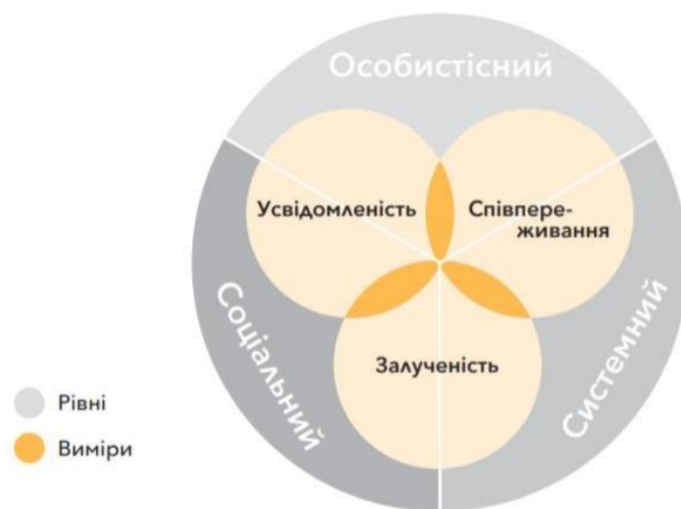 Особистісний
Усвідомленість
Співпере-
живання
Соціальний
Залученість
Системний
Рівні
Виміри